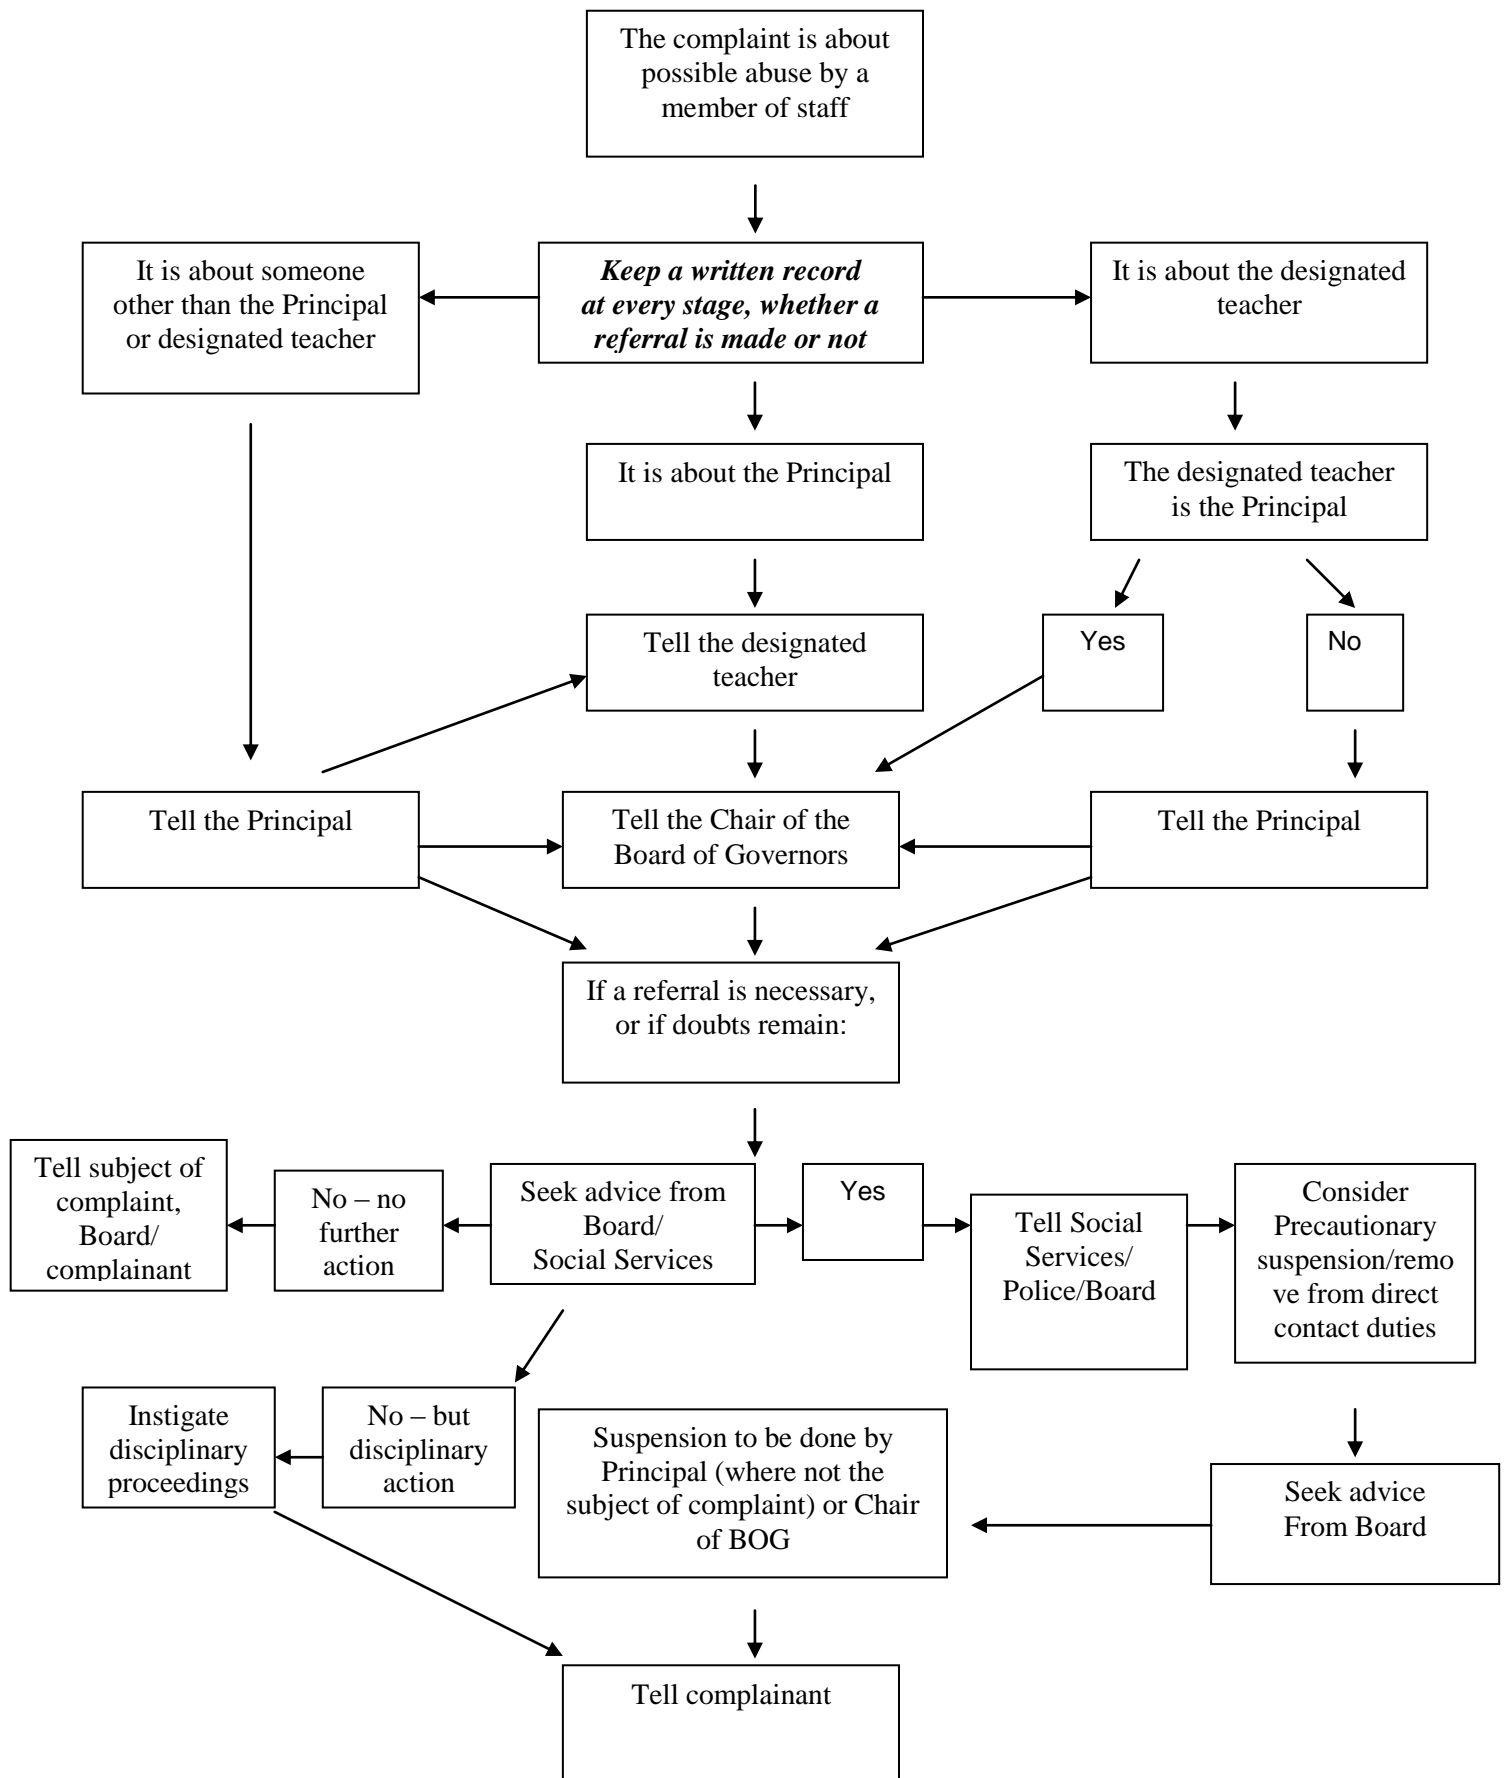 The complaint is about
possible abuse by a
member of staff
It is about someone
other than the Principal
or designated teacher
Keep a written record
at every stage, whether a
referral is made or not
It is about the designated
teacher
It is about the Principal
The designated teacher
is the Principal
Tell the designated
teacher
Yes
No
Tell the Principal
Tell the Chair of the
Board of Governors
Tell the Principal
If a referral is necessary,
or if doubts remain:
Tell subject of
complaint,
Board/
complainant
No – no
further
action
Seek advice from
Board/
Social Services
Yes
Tell Social
Services/
Police/Board
Consider
Precautionary
suspension/remo
ve from direct
contact duties
Instigate
disciplinary
proceedings
No – but
disciplinary
action
Suspension to be done by
Principal (where not the
subject of complaint) or Chair
of BOG
Seek advice
From Board
Tell complainant